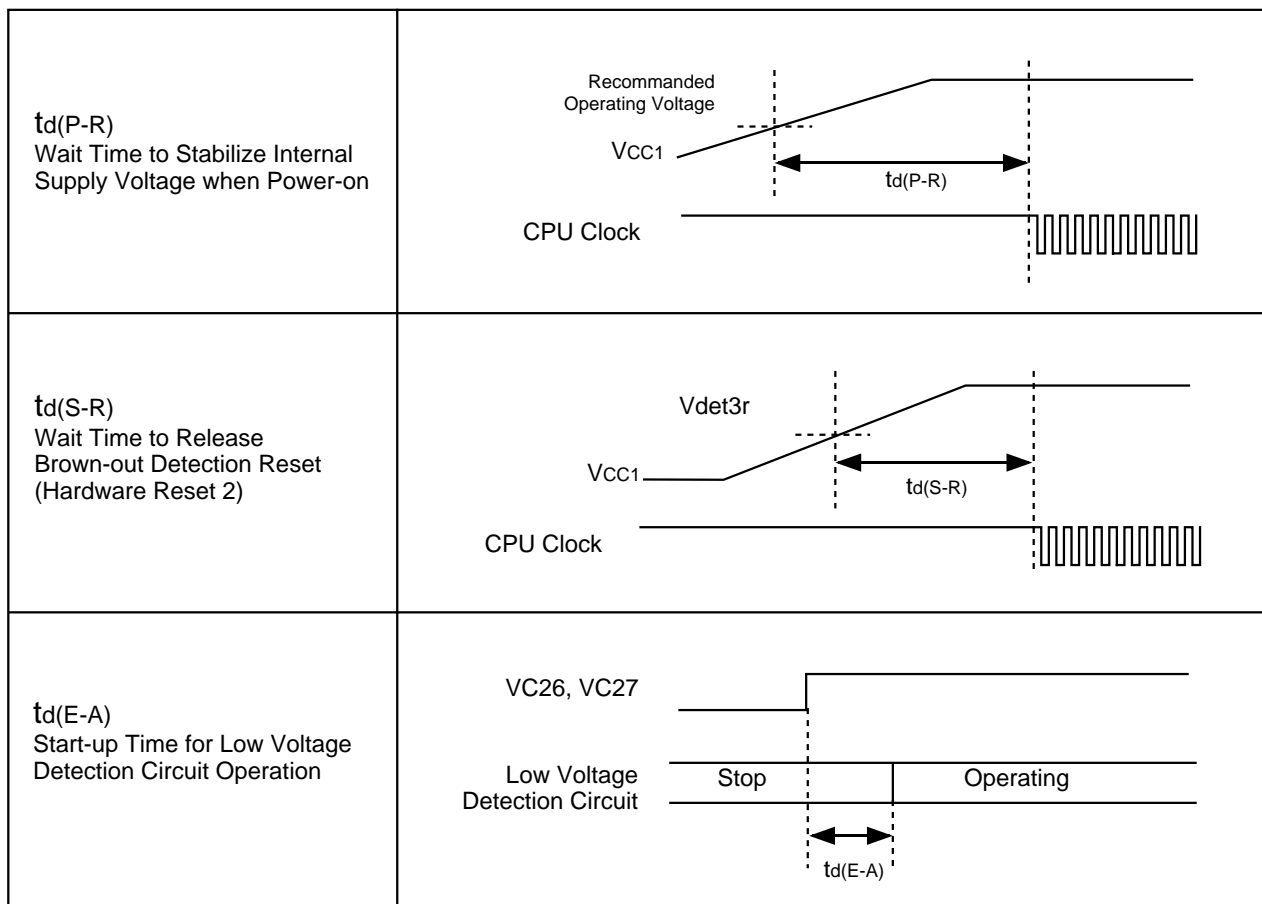 td(P-R)
Wait Time to Stabilize Internal
Supply Voltage when Power-on
Recommanded
Operating Voltage
VCC1
td(P-R)
CPU Clock
td(S-R)
Wait Time to Release
Brown-out Detection Reset
(Hardware Reset 2)
Vdet3r
VCC1
td(S-R)
CPU Clock
td(E-A)
Start-up Time for Low Voltage
Detection Circuit Operation
VC26, VC27
Low Voltage
Detection Circuit
Stop
Operating
td(E-A)